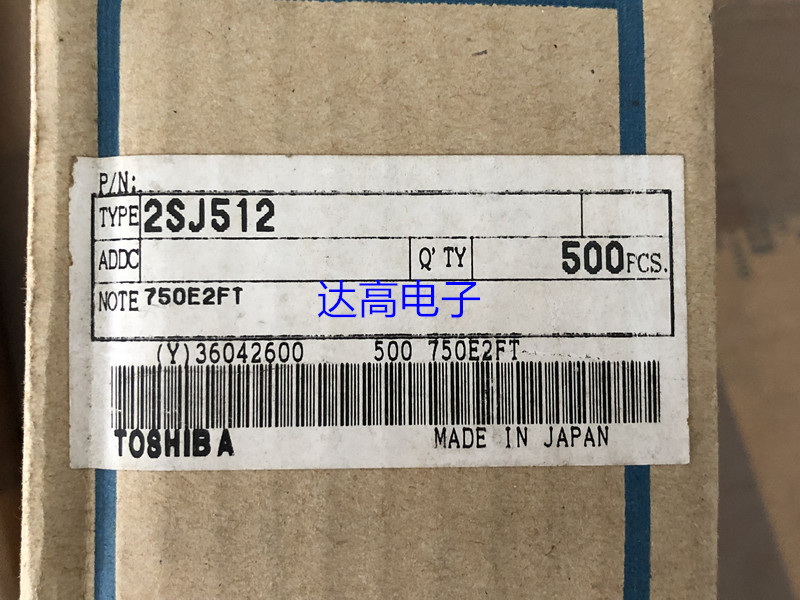 P/N:
TYPE 2SJ512
ADDC Q'TY 500 PCS.
NOTE 750E2FT
达高电子
(Y)36042600 500 750E2FT
TOSHIBA MADE IN JAPAN